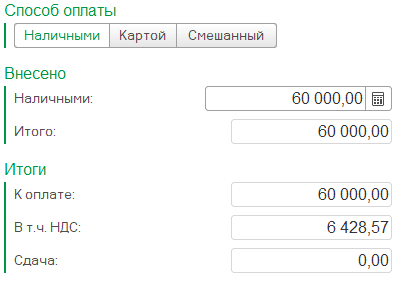 Способ оплаты
Наличными Картой Смешанный
Внесено
Наличными: 60 000,00
Итого: 60 000,00
Итоги
К оплате: 60 000,00
В т.ч. НДС: 6 428,57
Сдача: 0,00